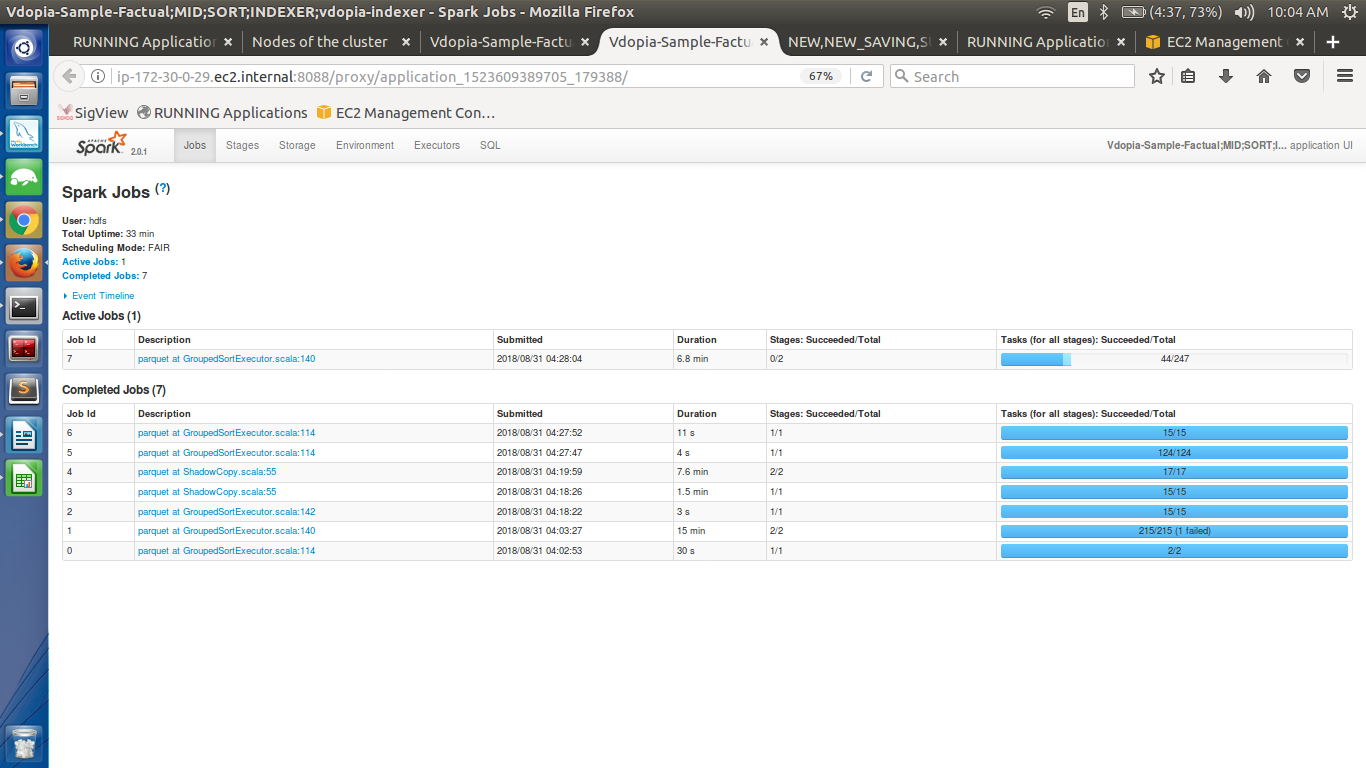 Vdopia-Sample-Factual;MID;SORT;INDEXER;vdopia-indexer - Spark Jobs - Mozilla Firefox
En (4:37, 73%) 10:04 AM
RUNNING Application Nodes of the cluster Vdopia-Sample-Factu Vdopia-Sample-Factu NEW,NEW_SAVING,S RUNNING Application EC2 Management
ip-172-30-0-29.ec2.internal:8088/proxy/application_1523609389705_179388/ 67% Search
SigView RUNNING Applications EC2 Management Con…
APACHE Spark 2.0.1 Jobs Stages Storage Environment Executors SQL Vdopia-Sample-Factual;MID;SORT;I... application UI
Spark Jobs (?)
User: hdfs
Total Uptime: 33 min
Scheduling Mode: FAIR
Active Jobs: 1
Completed Jobs: 7
Event Timeline
Active Jobs (1)
Job Id Description Submitted Duration Stages: Succeeded/Total Tasks (for all stages): Succeeded/Total
7 parquet at GroupedSortExecutor.scala:140 2018/08/31 04:28:04 6.8 min 0/2 44/247
Completed Jobs (7)
Job Id Description Submitted Duration Stages: Succeeded/Total Tasks (for all stages): Succeeded/Total
6 parquet at GroupedSortExecutor.scala:114 2018/08/31 04:27:52 11 s 1/1 15/15
5 parquet at GroupedSortExecutor.scala:114 2018/08/31 04:27:47 4 s 1/1 124/124
4 parquet at ShadowCopy.scala:55 2018/08/31 04:19:59 7.6 min 2/2 17/17
3 parquet at ShadowCopy.scala:55 2018/08/31 04:18:26 1.5 min 1/1 15/15
2 parquet at GroupedSortExecutor.scala:142 2018/08/31 04:18:22 3 s 1/1 15/15
1 parquet at GroupedSortExecutor.scala:140 2018/08/31 04:03:27 15 min 2/2 215/215 (1 failed)
0 parquet at GroupedSortExecutor.scala:114 2018/08/31 04:02:53 30 s 1/1 2/2